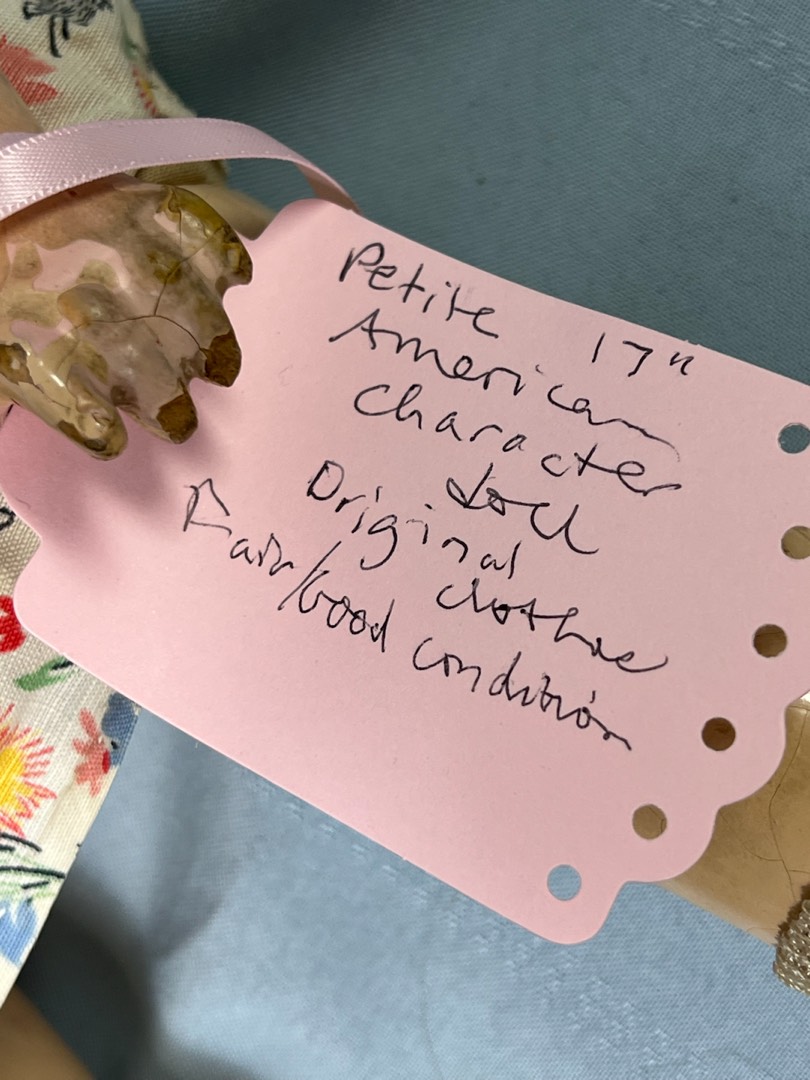 Petite 17"
American
Character
doll
Original
clothes
Fair/Good condition